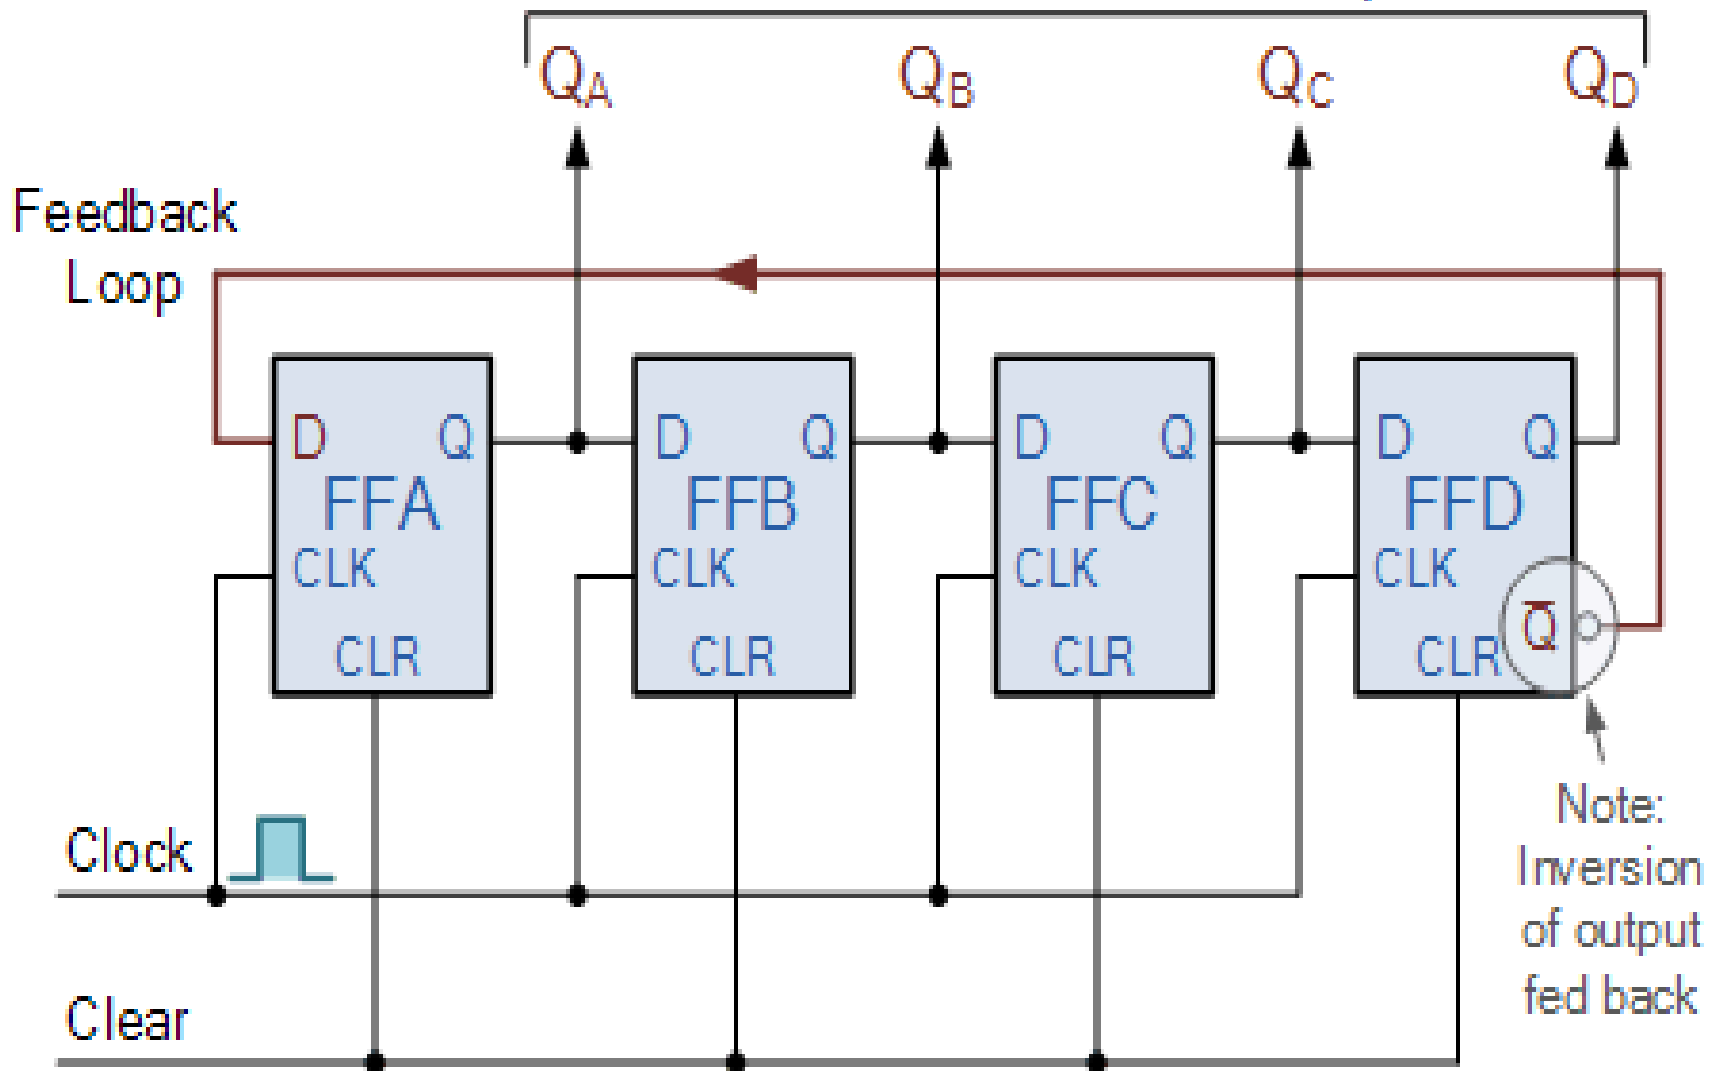 QA QB QC QD
Feedback
Loop
D Q D Q D Q D Q
FFA FFB FFC FFD
CLK CLK CLK CLK
Q̅
CLR CLR CLR CLR
Note:
Inversion
of output
fed back
Clock
Clear